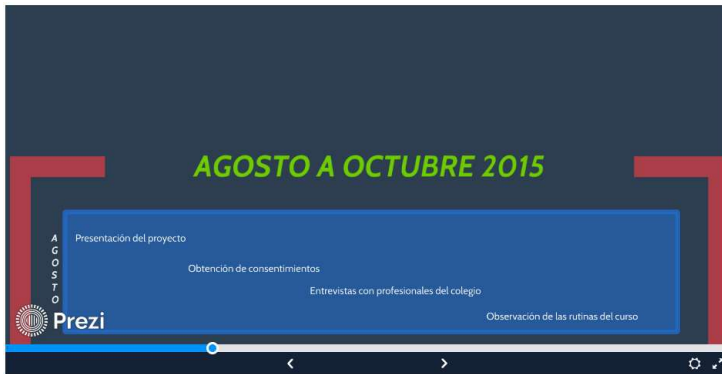 AGOSTO A OCTUBRE 2015
AGOSTO
Presentación del proyecto
Obtención de consentimientos
Entrevistas con profesionales del colegio
Observación de las rutinas del curso
Prezi